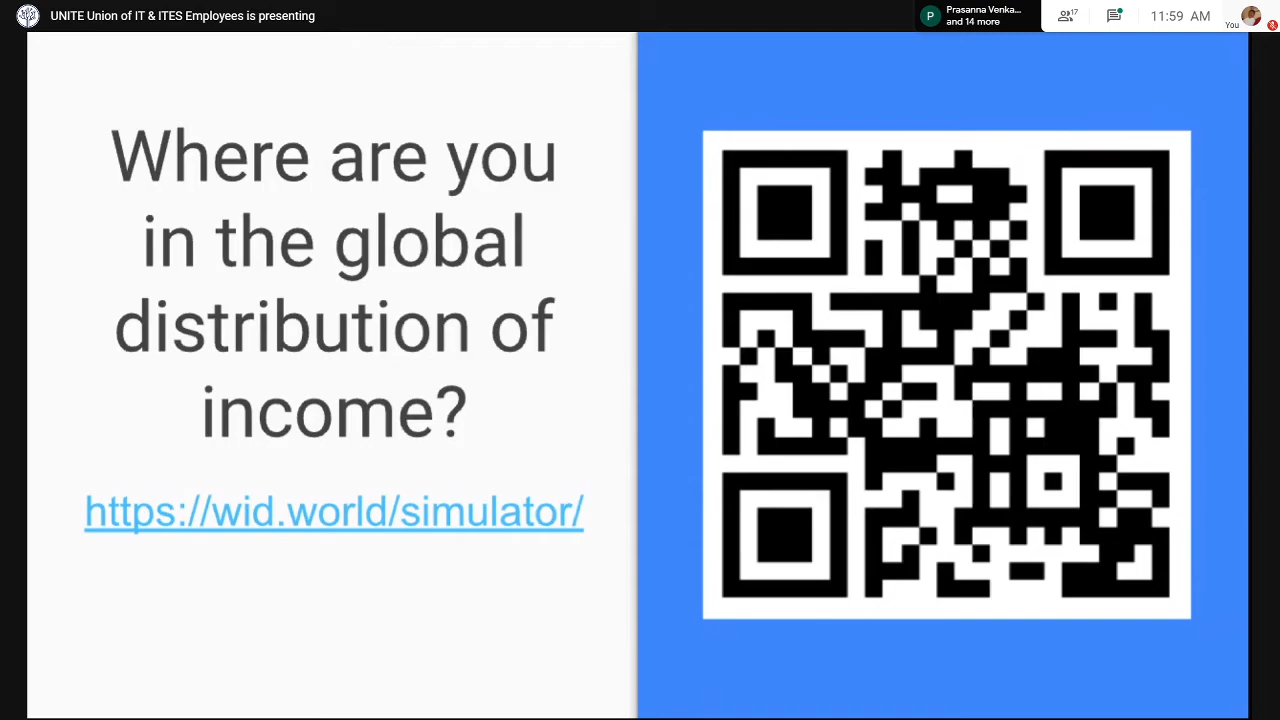 UNITE Union of IT & ITES Employees is presenting
P
Prasanna Venka...
and 14 more
17
11:59 AM
You
Where are you
in the global
distribution of
income?
https://wid.world/simulator/